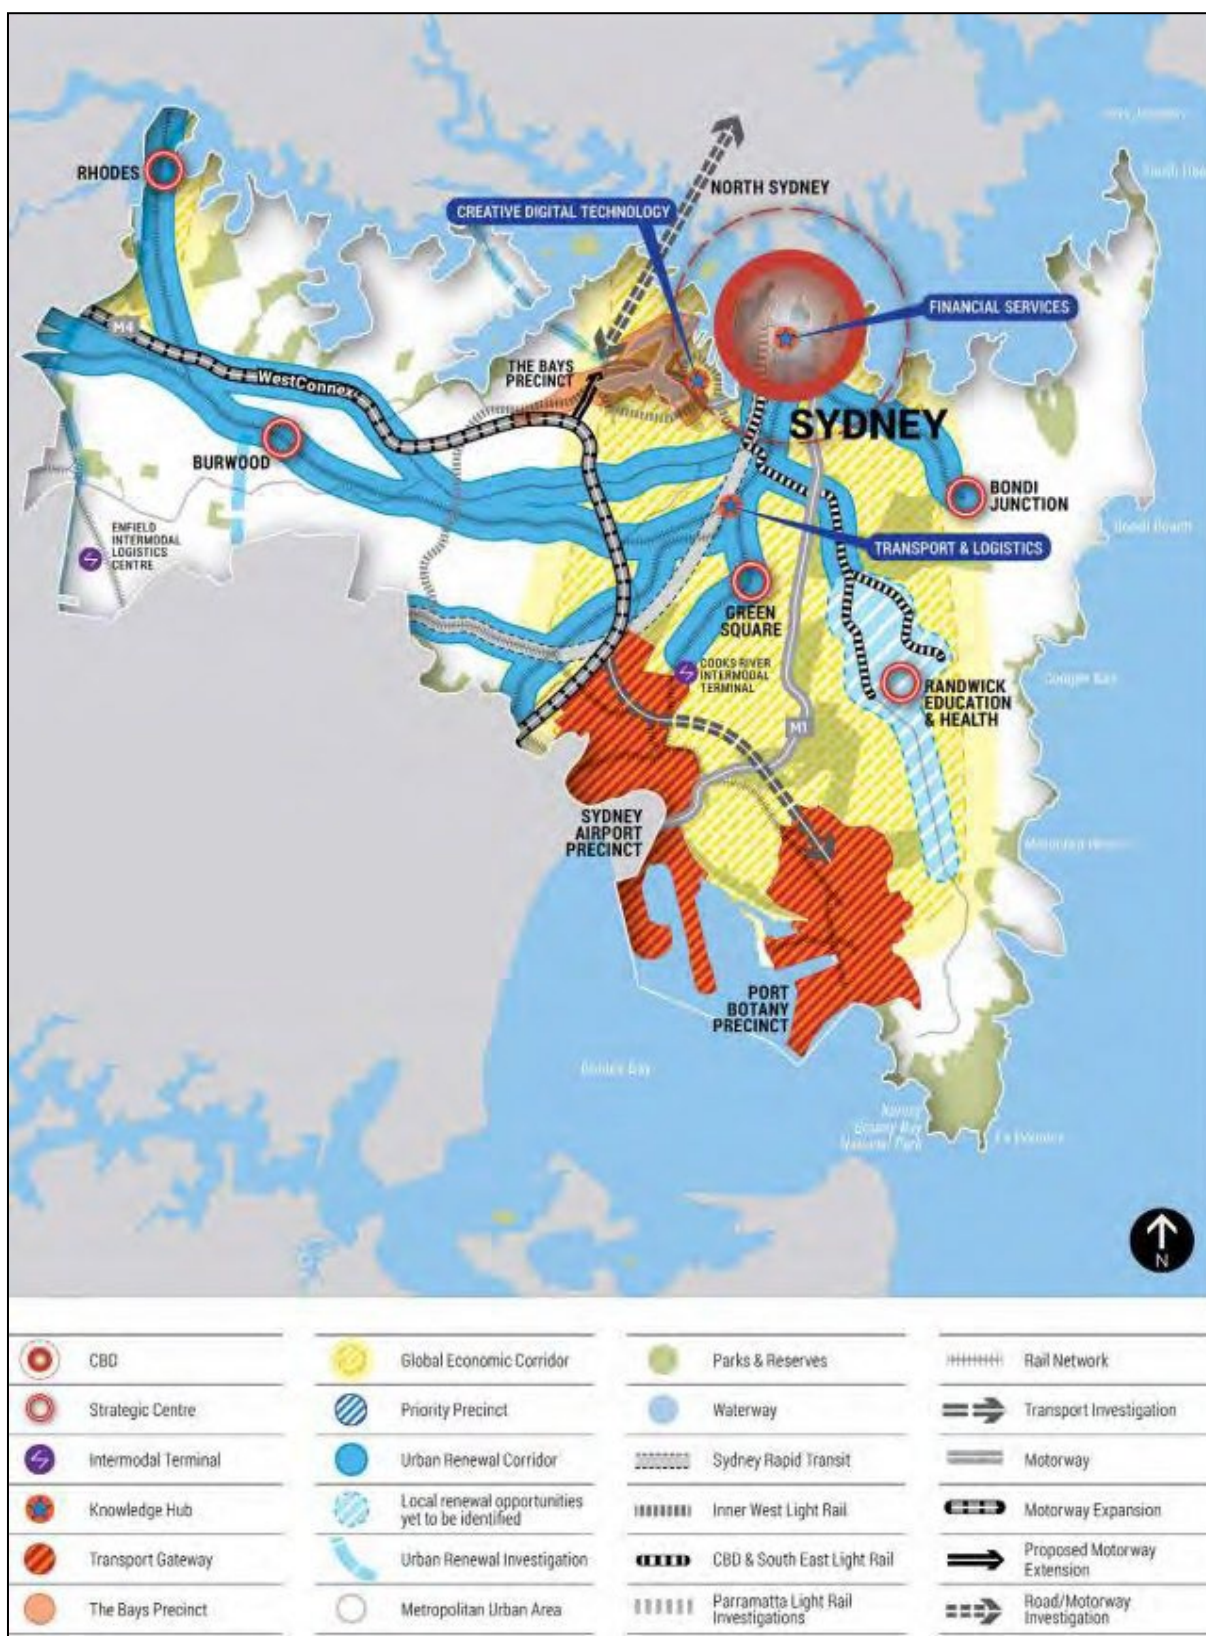 RHODES
NORTH SYDNEY
CREATIVE DIGITAL TECHNOLOGY
FINANCIAL SERVICES
M4
WestConnex
THE BAYS
PRECINCT
SYDNEY
BURWOOD
BONDI
JUNCTION
ENFIELD
INTERMODAL
LOGISTICS
CENTRE
TRANSPORT & LOGISTICS
GREEN
SQUARE
COOKS RIVER
INTERMODAL
TERMINAL
RANDWICK
EDUCATION
& HEALTH
M1
SYDNEY
AIRPORT
PRECINCT
PORT
BOTANY
PRECINCT
Botany Bay
National Park
N
CBD
Strategic Centre
Intermodal Terminal
Knowledge Hub
Transport Gateway
The Bays Precinct
Global Economic Corridor
Priority Precinct
Urban Renewal Corridor
Local renewal opportunities
yet to be identified
Urban Renewal Investigation
Metropolitan Urban Area
Parks & Reserves
Waterway
Sydney Rapid Transit
Inner West Light Rail
CBD & South East Light Rail
Parramatta Light Rail
Investigations
Rail Network
Transport Investigation
Motorway
Motorway Expansion
Proposed Motorway
Extension
Road/Motorway
Investigation